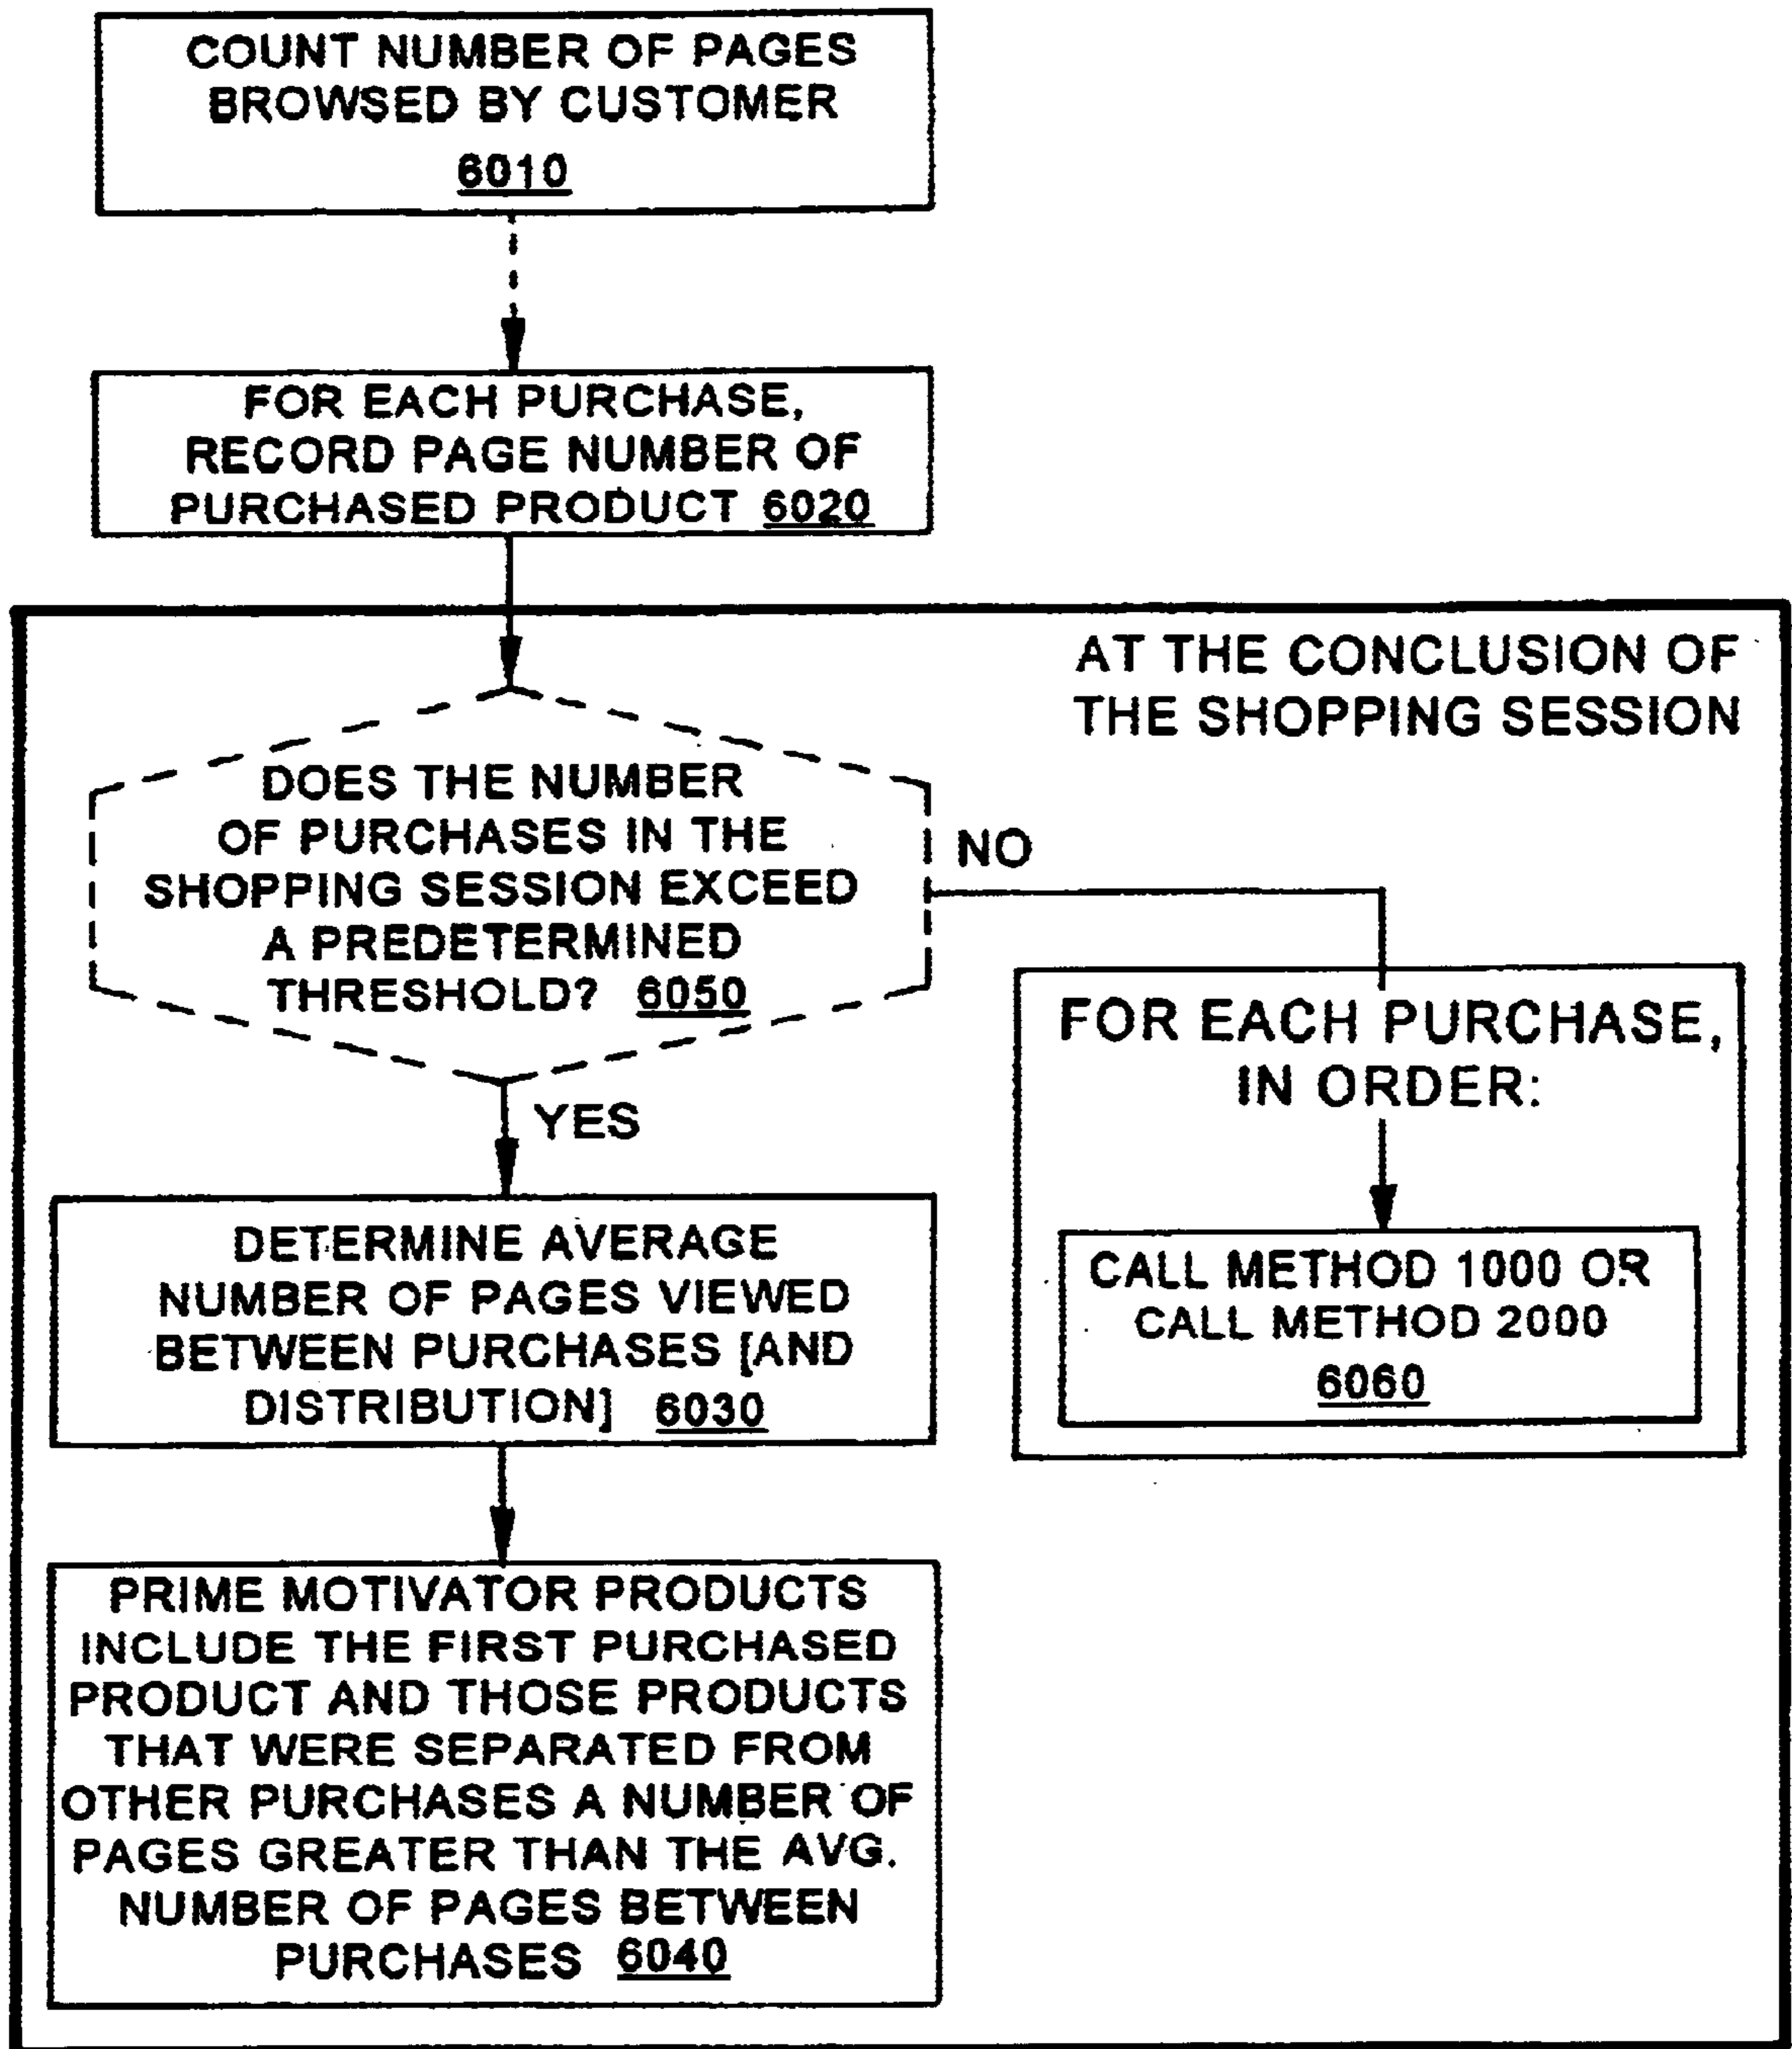 COUNT NUMBER OF PAGES
BROWSED BY CUSTOMER
6010
FOR EACH PURCHASE,
RECORD PAGE NUMBER OF
PURCHASED PRODUCT 6020
AT THE CONCLUSION OF
THE SHOPPING SESSION
DOES THE NUMBER
OF PURCHASES IN THE
SHOPPING SESSION EXCEED
A PREDETERMINED
THRESHOLD? 6050
NO
YES
FOR EACH PURCHASE,
IN ORDER:
CALL METHOD 1000 OR
CALL METHOD 2000
6060
DETERMINE AVERAGE
NUMBER OF PAGES VIEWED
BETWEEN PURCHASES [AND
DISTRIBUTION] 6030
PRIME MOTIVATOR PRODUCTS
INCLUDE THE FIRST PURCHASED
PRODUCT AND THOSE PRODUCTS
THAT WERE SEPARATED FROM
OTHER PURCHASES A NUMBER OF
PAGES GREATER THAN THE AVG.
NUMBER OF PAGES BETWEEN
PURCHASES 6040